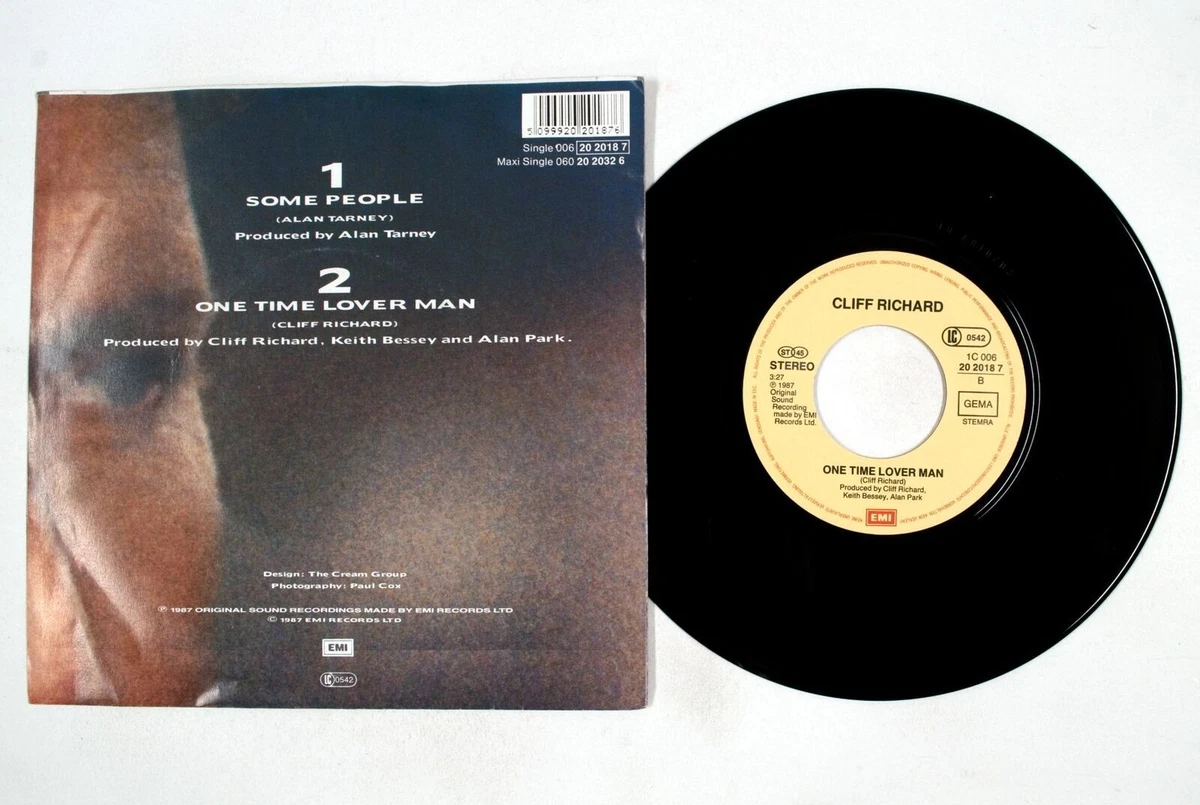 5 099920 201876
Single 006 20 2018 7
Maxi Single 060 20 2032 6
1
SOME PEOPLE
(ALAN TARNEY)
Produced by Alan Tarney
2
ONE TIME LOVER MAN
(CLIFF RICHARD)
Produced by Cliff Richard, Keith Bessey and Alan Park.
Design: The Cream Group
Photography: Paul Cox
℗ 1987 ORIGINAL SOUND RECORDINGS MADE BY EMI RECORDS LTD
© 1987 EMI RECORDS LTD
EMI
LC 0542
CLIFF RICHARD
LC 0542
ST 45
STEREO
3:27
℗ 1987
Original
Sound
Recording
made by EMI
Records Ltd.
1C 006
20 2018 7
B
GEMA
STEMRA
ONE TIME LOVER MAN
(Cliff Richard)
Produced by Cliff Richard,
Keith Bessey, Alan Park
EMI